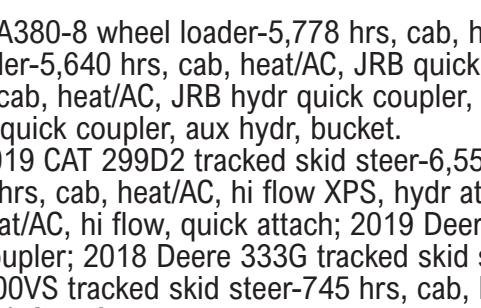 A380-8 wheel loader-5,778 hrs, cab, h
ler-5,640 hrs, cab, heat/AC, JRB quick
cab, heat/AC, JRB hydr quick coupler,
quick coupler, aux hydr, bucket.
019 CAT 299D2 tracked skid steer-6,55
hrs, cab, heat/AC, hi flow XPS, hydr at
at/AC, hi flow, quick attach; 2019 Deer
oupler; 2018 Deere 333G tracked skid s
00VS tracked skid steer-745 hrs, cab,